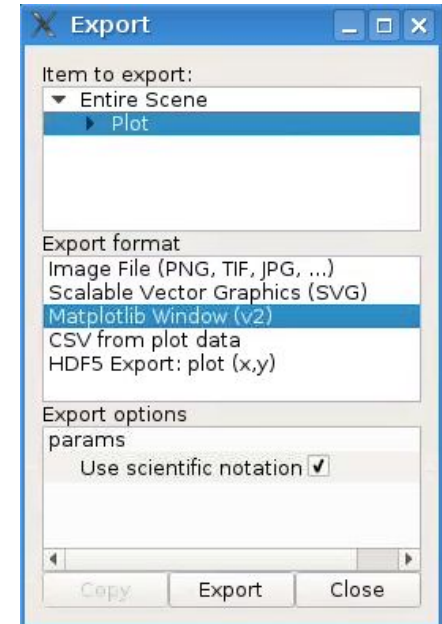 Export
Item to export:
Entire Scene
Plot
Export format
Image File (PNG, TIF, JPG, ...)
Scalable Vector Graphics (SVG)
Matplotlib Window (v2)
CSV from plot data
HDF5 Export: plot (x,y)
Export options
params
Use scientific notation
Copy Export Close